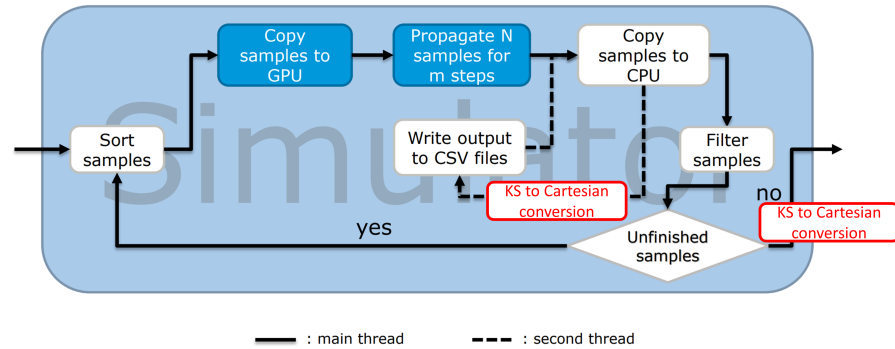 Simulator
Copy
samples to
GPU
Propagate N
samples for
m steps
Copy
samples to
CPU
Sort
samples
Write output
to CSV files
Filter
samples
KS to Cartesian
conversion
no
KS to Cartesian
conversion
yes
Unfinished
samples
: main thread
: second thread